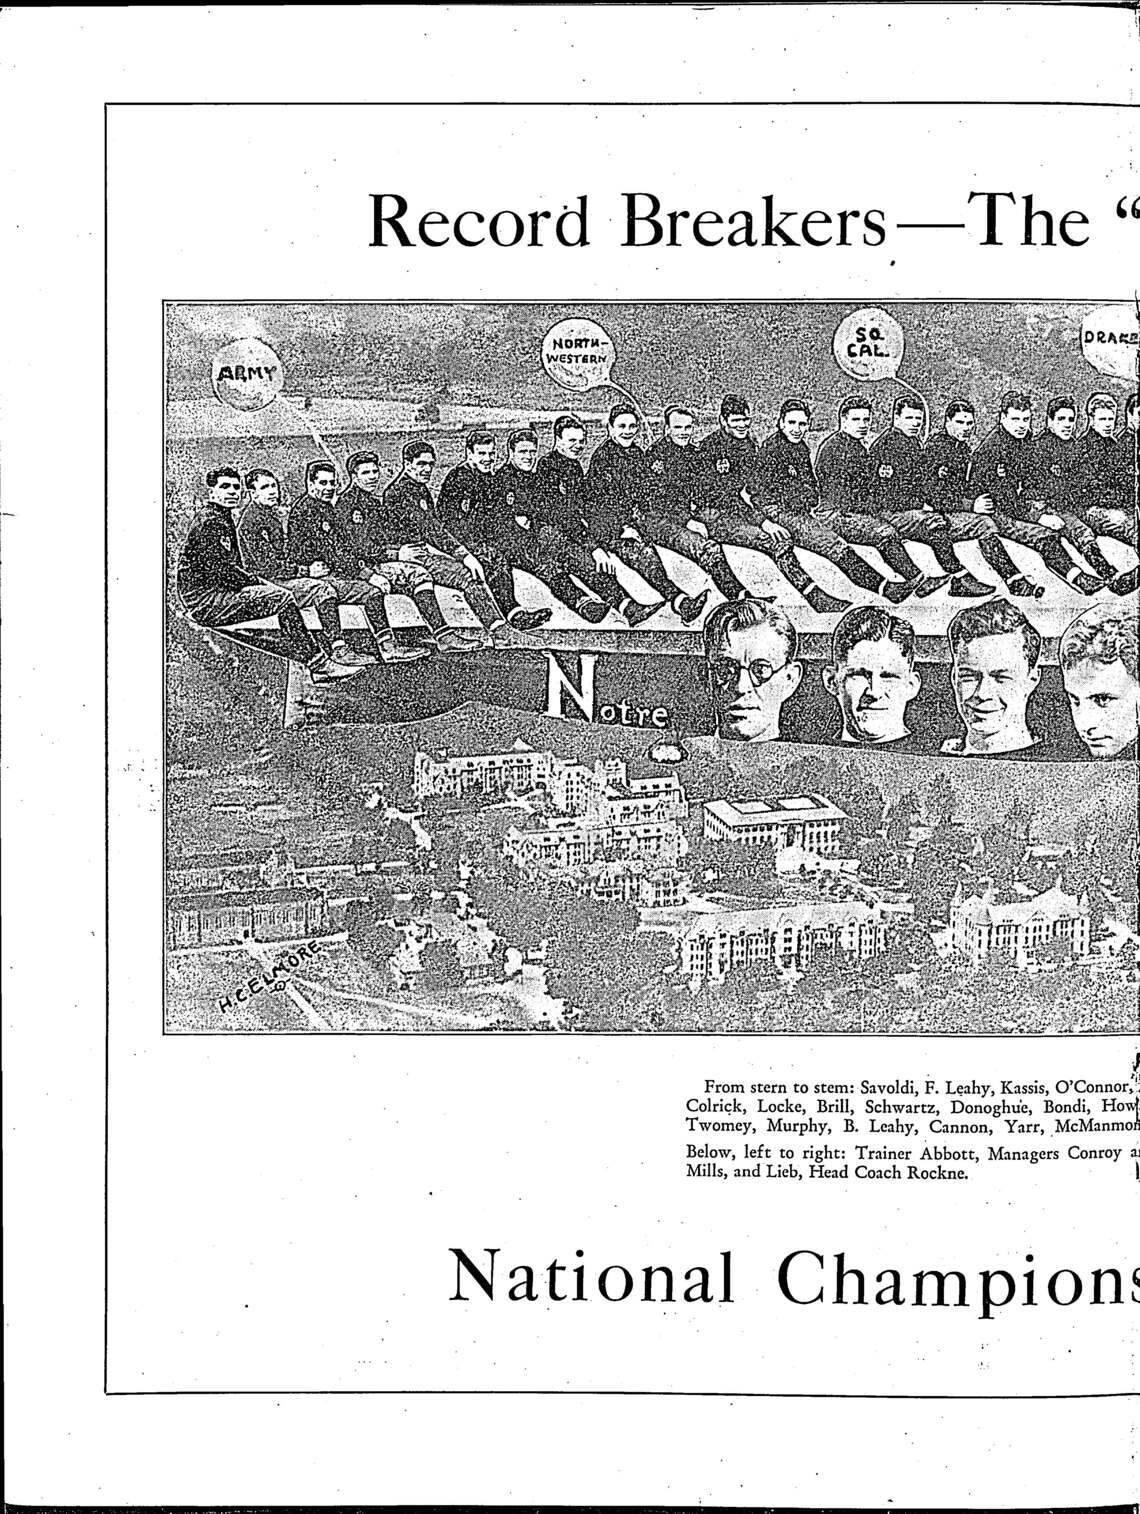 Record Breakers—The “
ARMY
NORTH-
WESTERN
SO
CAL.
DRAKE
Notre
H.C. ELMORE
©
From stern to stem: Savoldi, F. Leahy, Kassis, O'Connor,
Colrick, Locke, Brill, Schwartz, Donoghue, Bondi, How
Twomey, Murphy, B. Leahy, Cannon, Yarr, McManmon
Below, left to right: Trainer Abbott, Managers Conroy a
Mills, and Lieb, Head Coach Rockne.
National Champions